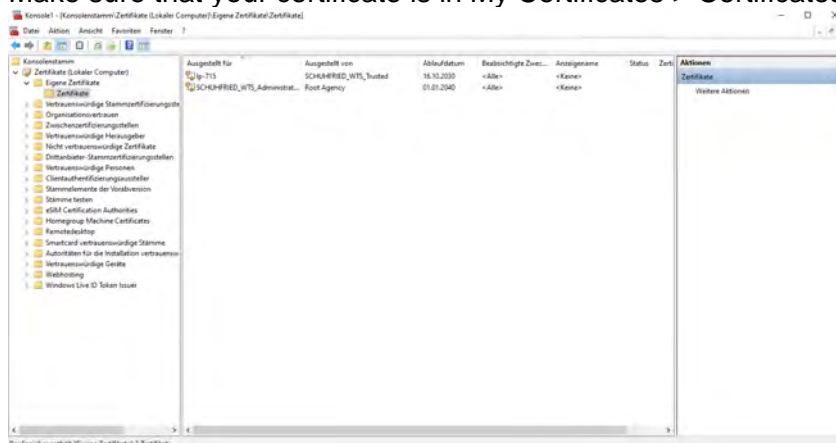 Make sure that your certificate is in My Certificates > Certificates
Konsole1 - [Konsolenstamm\Zertifikate (Lokaler Computer)\Eigene Zertifikate\Zertifikate]
Datei Aktion Ansicht Favoriten Fenster ?
Konsolenstamm
Zertifikate (Lokaler Computer)
Eigene Zertifikate
Zertifikate
Vertrauenswürdige Stammzertifizierungsste
Organisationsvertrauen
Zwischenzertifizierungsstellen
Vertrauenswürdige Herausgeber
Nicht vertrauenswürdige Zertifikate
Drittanbieter-Stammzertifizierungsstellen
Vertrauenswürdige Personen
Clientauthentifizierungsaussteller
Stammelemente der Vorabversion
Stämme testen
eSIM Certification Authorities
Homegroup Machine Certificates
Remotedesktop
Smartcard vertrauenswürdige Stämme
Autoritäten für die Installation vertrauensw
Vertrauenswürdige Geräte
Webhosting
Windows Live ID Token Issuer
Ausgestellt für Ausgestellt von Ablaufdatum Beabsichtigte Zwec... Anzeigename Status Zerti
lp-715 SCHUHFRIED_WTS_Trusted 16.10.2030 <Alle> <Keine>
SCHUHFRIED_WTS_Administrat... Root Agency 01.01.2040 <Alle> <Keine>
Aktionen
Zertifikate
Weitere Aktionen